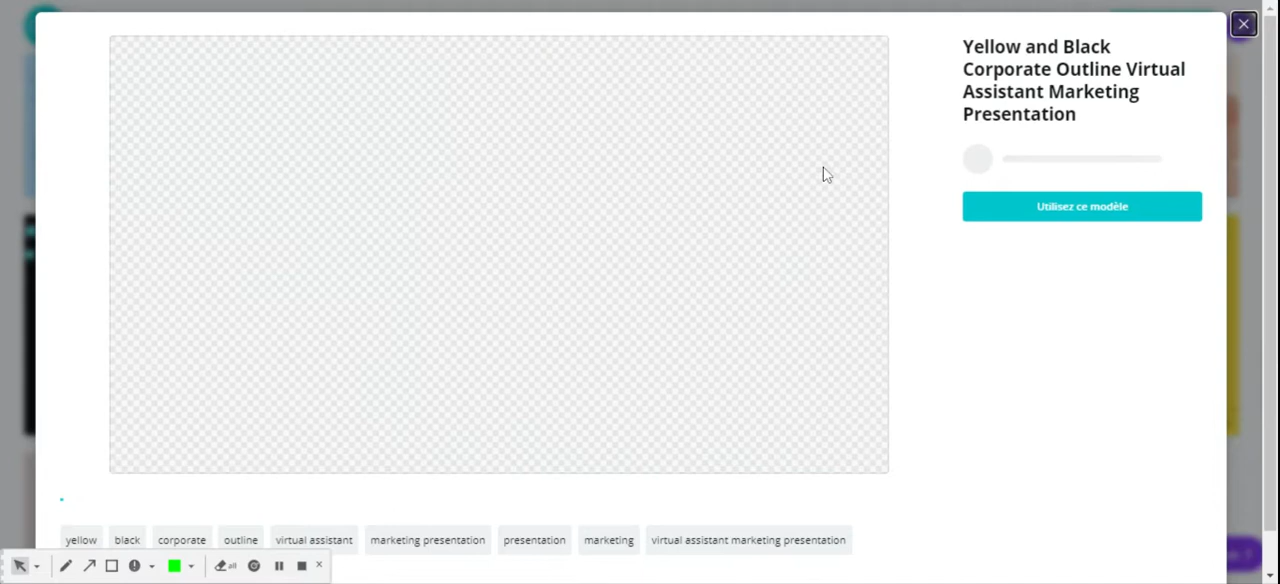 Yellow and Black
Corporate Outline Virtual
Assistant Marketing
Presentation
Utilisez ce modèle
yellow black corporate outline virtual assistant marketing presentation presentation marketing virtual assistant marketing presentation
all